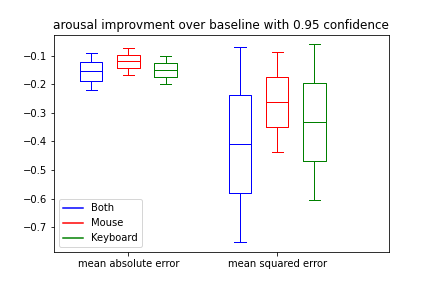 arousal improvment over baseline with 0.95 confidence
−0.1
−0.2
−0.3
−0.4
−0.5
−0.6
−0.7
Both
Mouse
Keyboard
mean absolute error
mean squared error